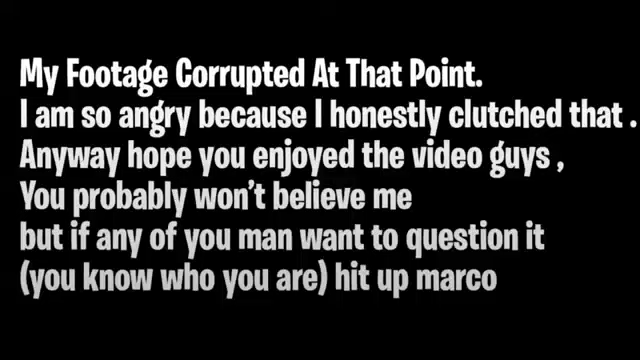 My Footage Corrupted At That Point.
I am so angry because I honestly clutched that .
Anyway hope you enjoyed the video guys ,
You probably won't believe me
but if any of you man want to question it
(you know who you are) hit up marco